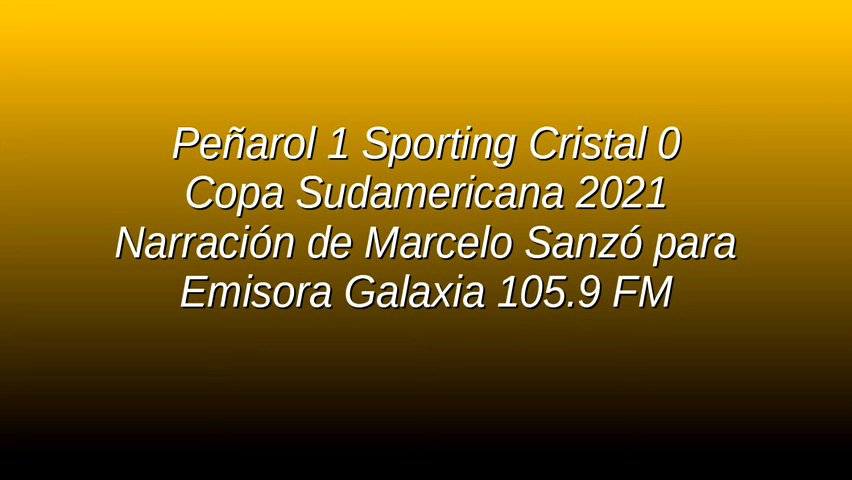 Peñarol 1 Sporting Cristal 0
Copa Sudamericana 2021
Narración de Marcelo Sanzó para
Emisora Galaxia 105.9 FM